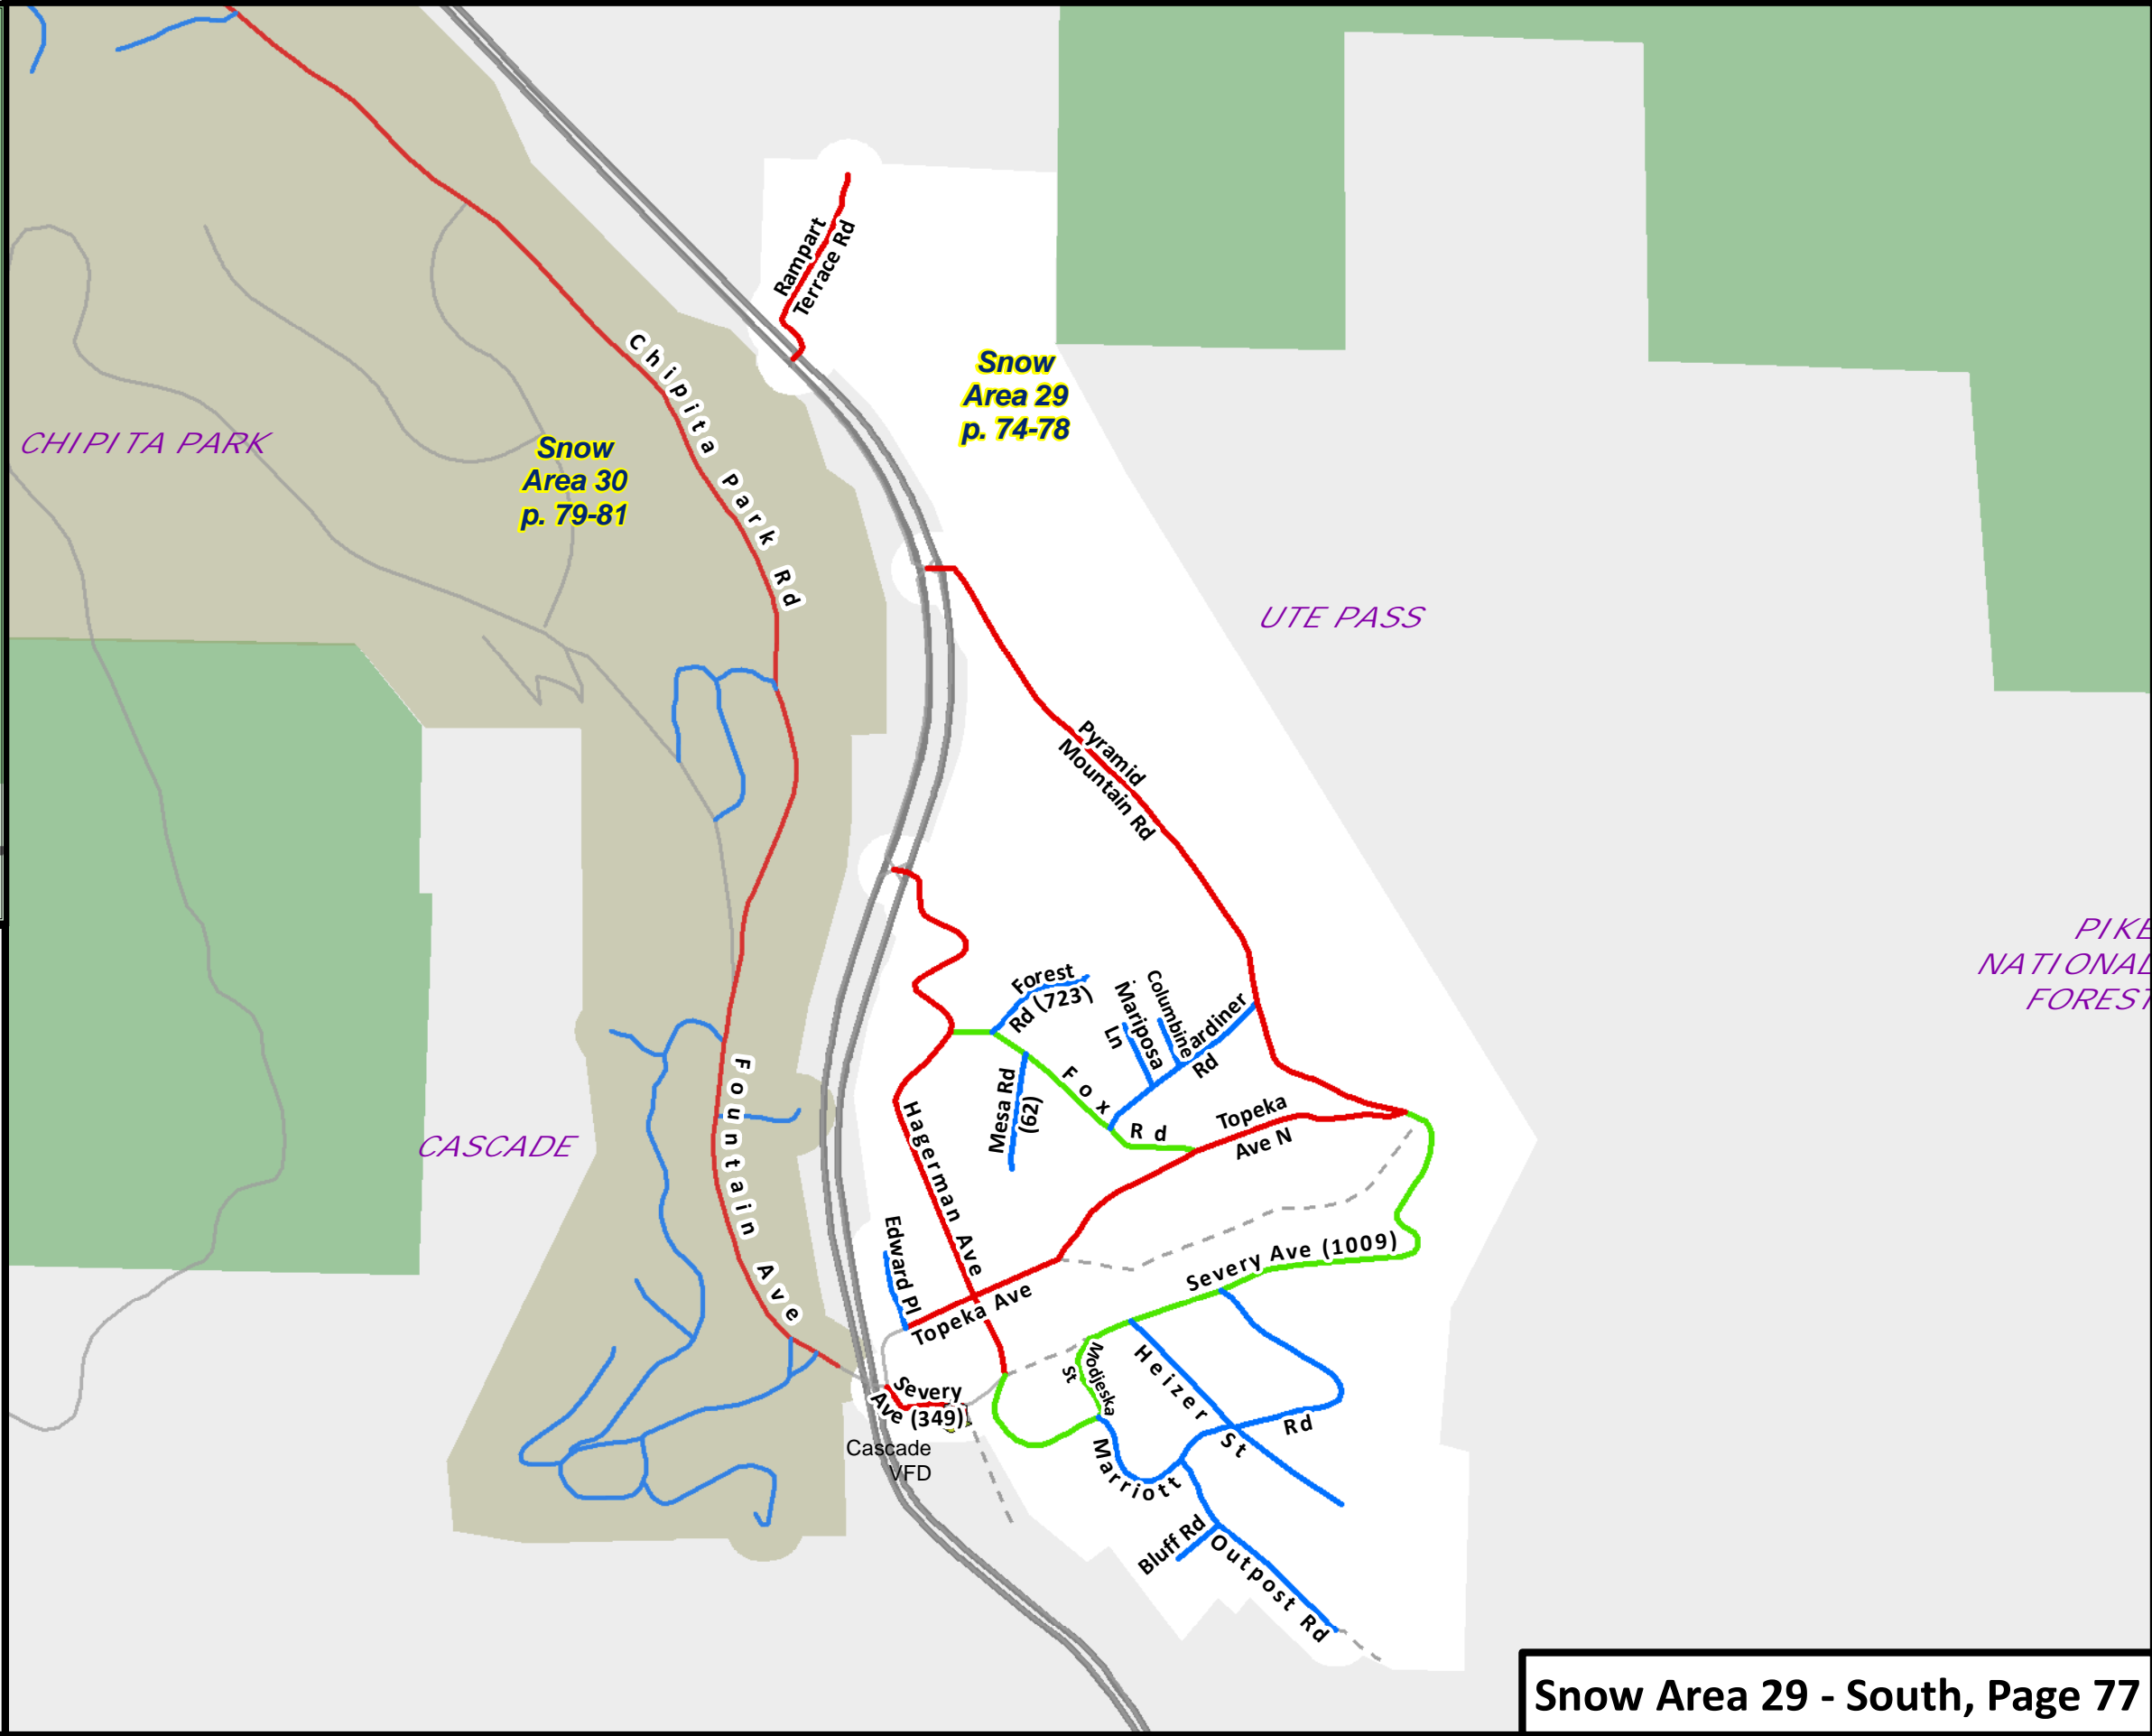 Rampart
Terrace Rd
Chipita Park Rd
Snow
Area 29
p. 74-78
CHIPITA PARK
Snow
Area 30
p. 79-81
UTE PASS
Pyramid
Mountain Rd
PIKE
NATIONAL
FOREST
Forest
Rd (723)
Mariposa
Ln
Columbine
ardiner
Rd
Mesa Rd
(62)
Fox Rd
Topeka
Ave N
Fountain Ave
Hagerman Ave
CASCADE
Edward Pl
Topeka Ave
Severy Ave (1009)
Modjeska
St
Heizer St
Severy
Ave (349)
Cascade
VFD
Marriott Rd
Bluff Rd
Outpost Rd
Snow Area 29 - South, Page 77